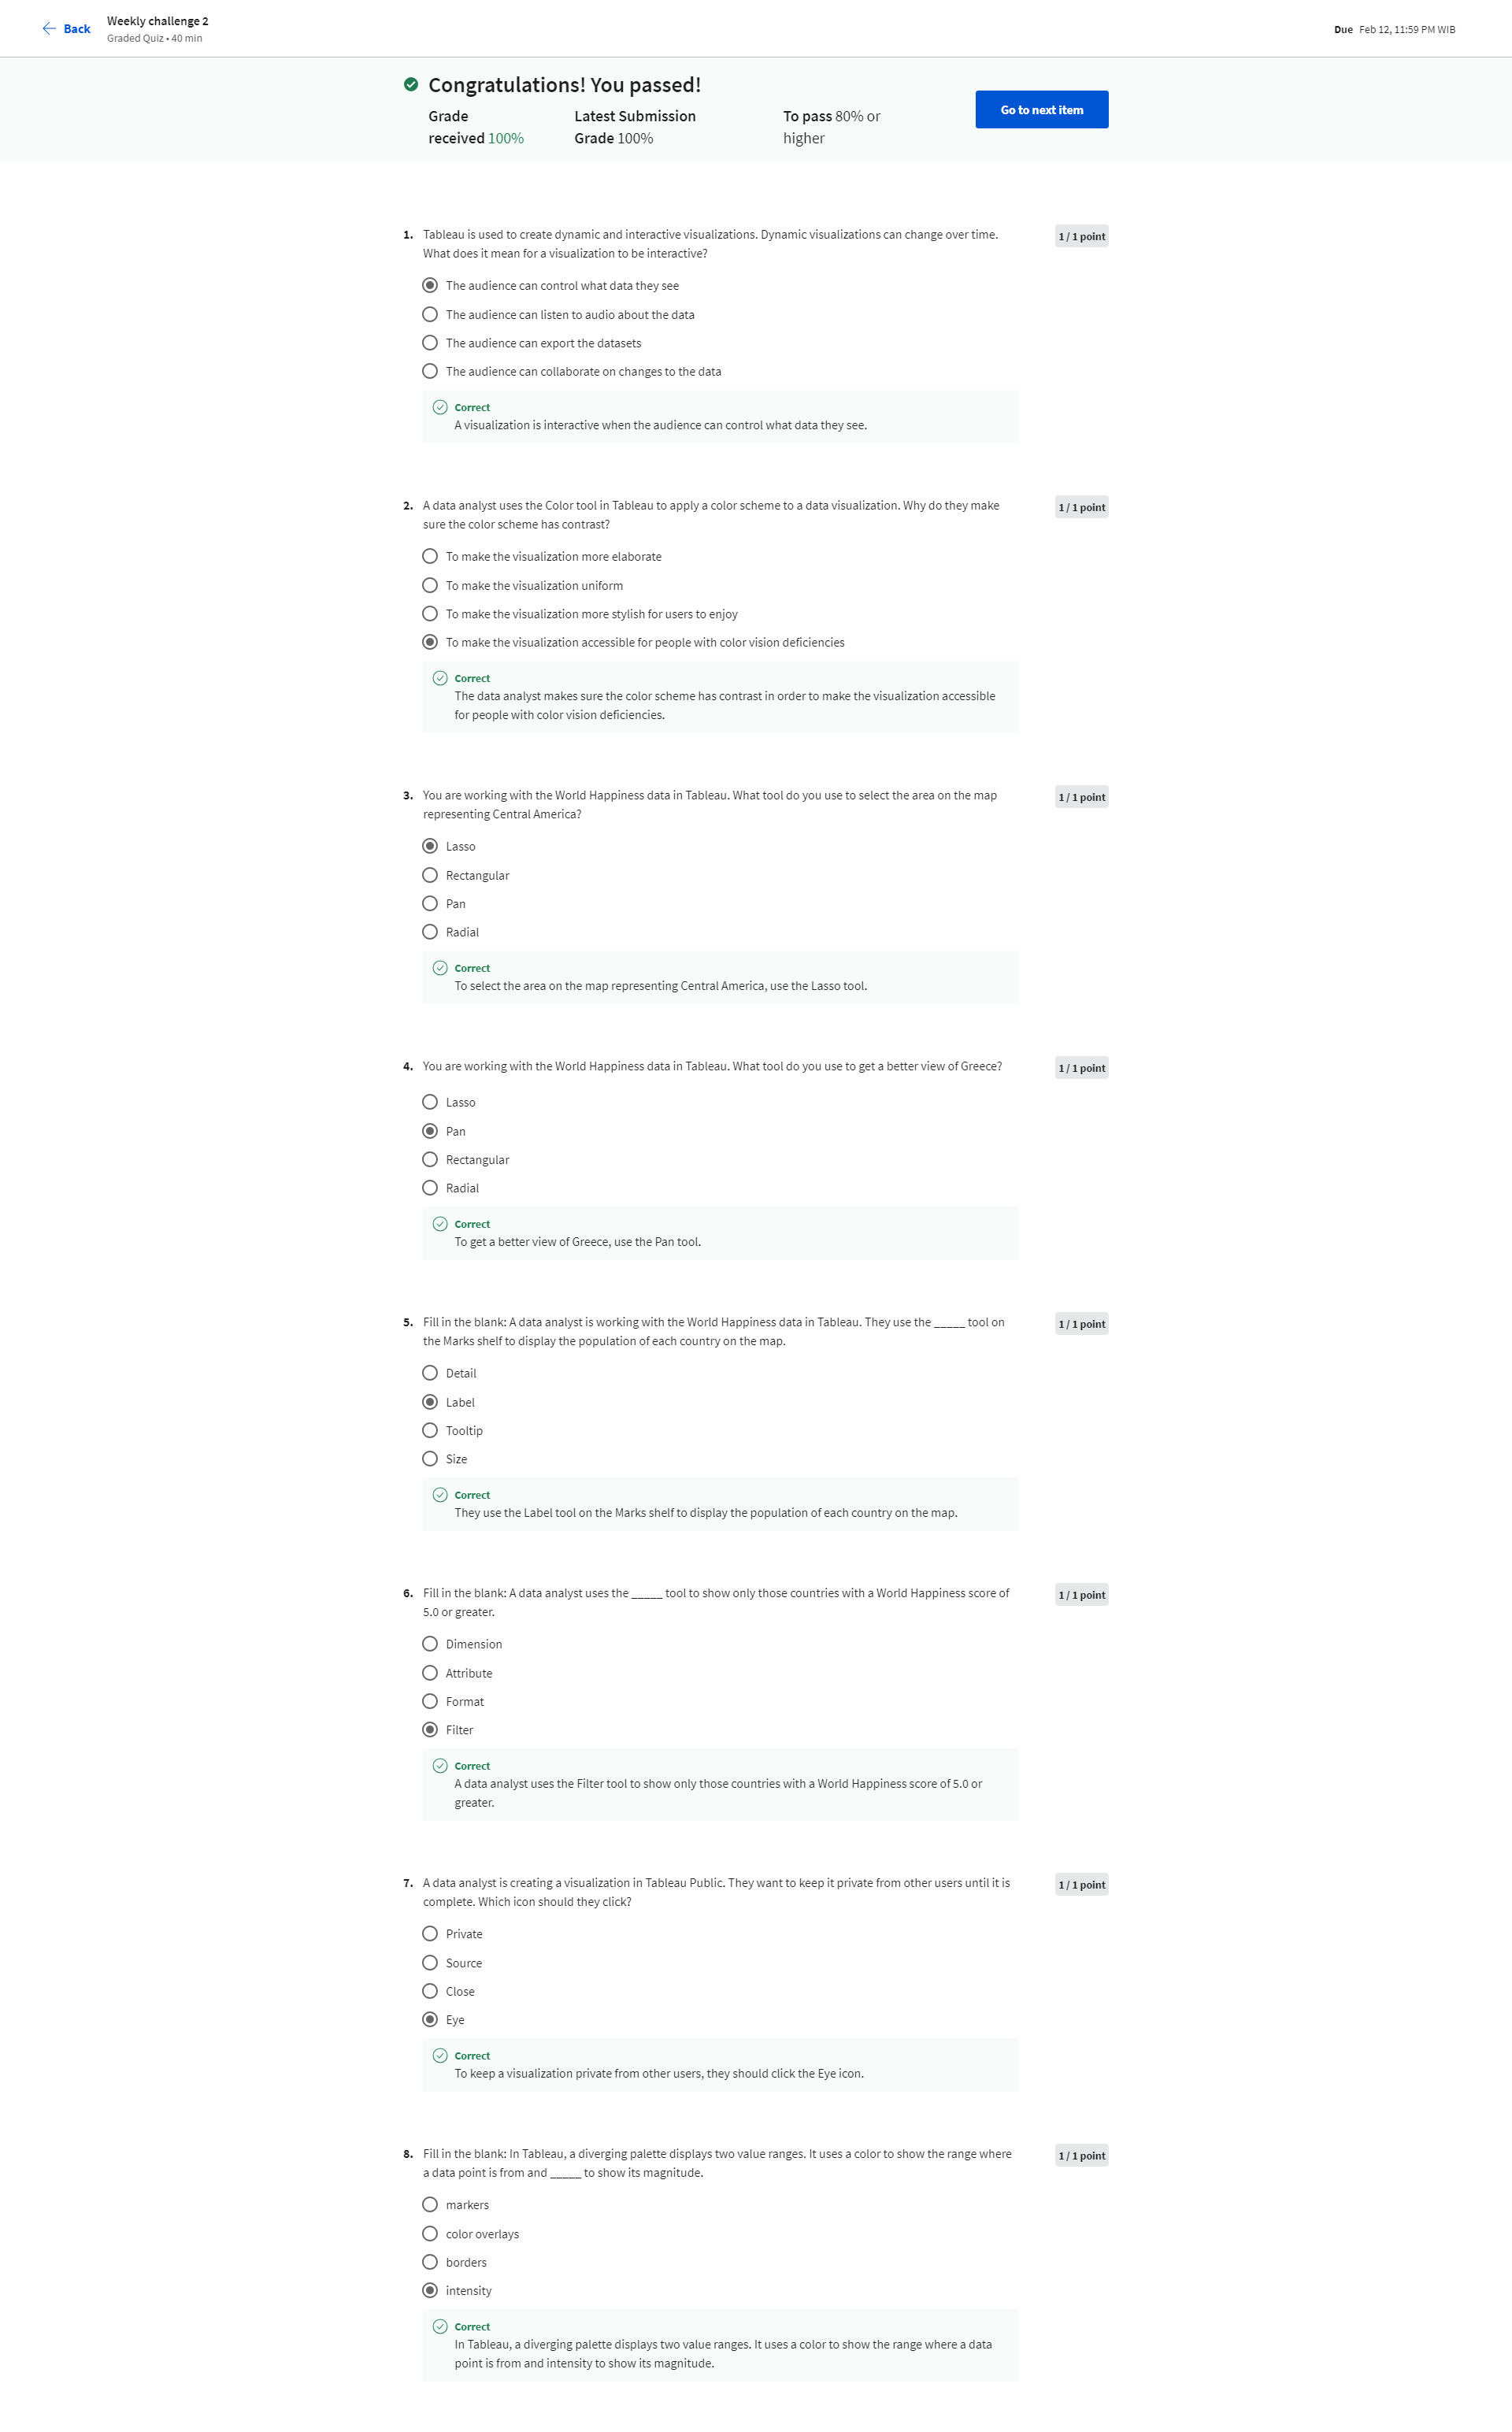 Back
Weekly challenge 2
Graded Quiz • 40 min
Due Feb 12, 11:59 PM WIB
Congratulations! You passed!
Grade received 100%
Latest Submission Grade 100%
To pass 80% or higher
Go to next item
1. Tableau is used to create dynamic and interactive visualizations. Dynamic visualizations can change over time.
What does it mean for a visualization to be interactive?
1 / 1 point
The audience can control what data they see
The audience can listen to audio about the data
The audience can export the datasets
The audience can collaborate on changes to the data
Correct
A visualization is interactive when the audience can control what data they see.
2. A data analyst uses the Color tool in Tableau to apply a color scheme to a data visualization. Why do they make
sure the color scheme has contrast?
1 / 1 point
To make the visualization more elaborate
To make the visualization uniform
To make the visualization more stylish for users to enjoy
To make the visualization accessible for people with color vision deficiencies
Correct
The data analyst makes sure the color scheme has contrast in order to make the visualization accessible
for people with color vision deficiencies.
3. You are working with the World Happiness data in Tableau. What tool do you use to select the area on the map
representing Central America?
1 / 1 point
Lasso
Rectangular
Pan
Radial
Correct
To select the area on the map representing Central America, use the Lasso tool.
4. You are working with the World Happiness data in Tableau. What tool do you use to get a better view of Greece?
1 / 1 point
Lasso
Pan
Rectangular
Radial
Correct
To get a better view of Greece, use the Pan tool.
5. Fill in the blank: A data analyst is working with the World Happiness data in Tableau. They use the _____ tool on
the Marks shelf to display the population of each country on the map.
1 / 1 point
Detail
Label
Tooltip
Size
Correct
They use the Label tool on the Marks shelf to display the population of each country on the map.
6. Fill in the blank: A data analyst uses the _____ tool to show only those countries with a World Happiness score of
5.0 or greater.
1 / 1 point
Dimension
Attribute
Format
Filter
Correct
A data analyst uses the Filter tool to show only those countries with a World Happiness score of 5.0 or
greater.
7. A data analyst is creating a visualization in Tableau Public. They want to keep it private from other users until it is
complete. Which icon should they click?
1 / 1 point
Private
Source
Close
Eye
Correct
To keep a visualization private from other users, they should click the Eye icon.
8. Fill in the blank: In Tableau, a diverging palette displays two value ranges. It uses a color to show the range where
a data point is from and _____ to show its magnitude.
1 / 1 point
markers
color overlays
borders
intensity
Correct
In Tableau, a diverging palette displays two value ranges. It uses a color to show the range where a data
point is from and intensity to show its magnitude.